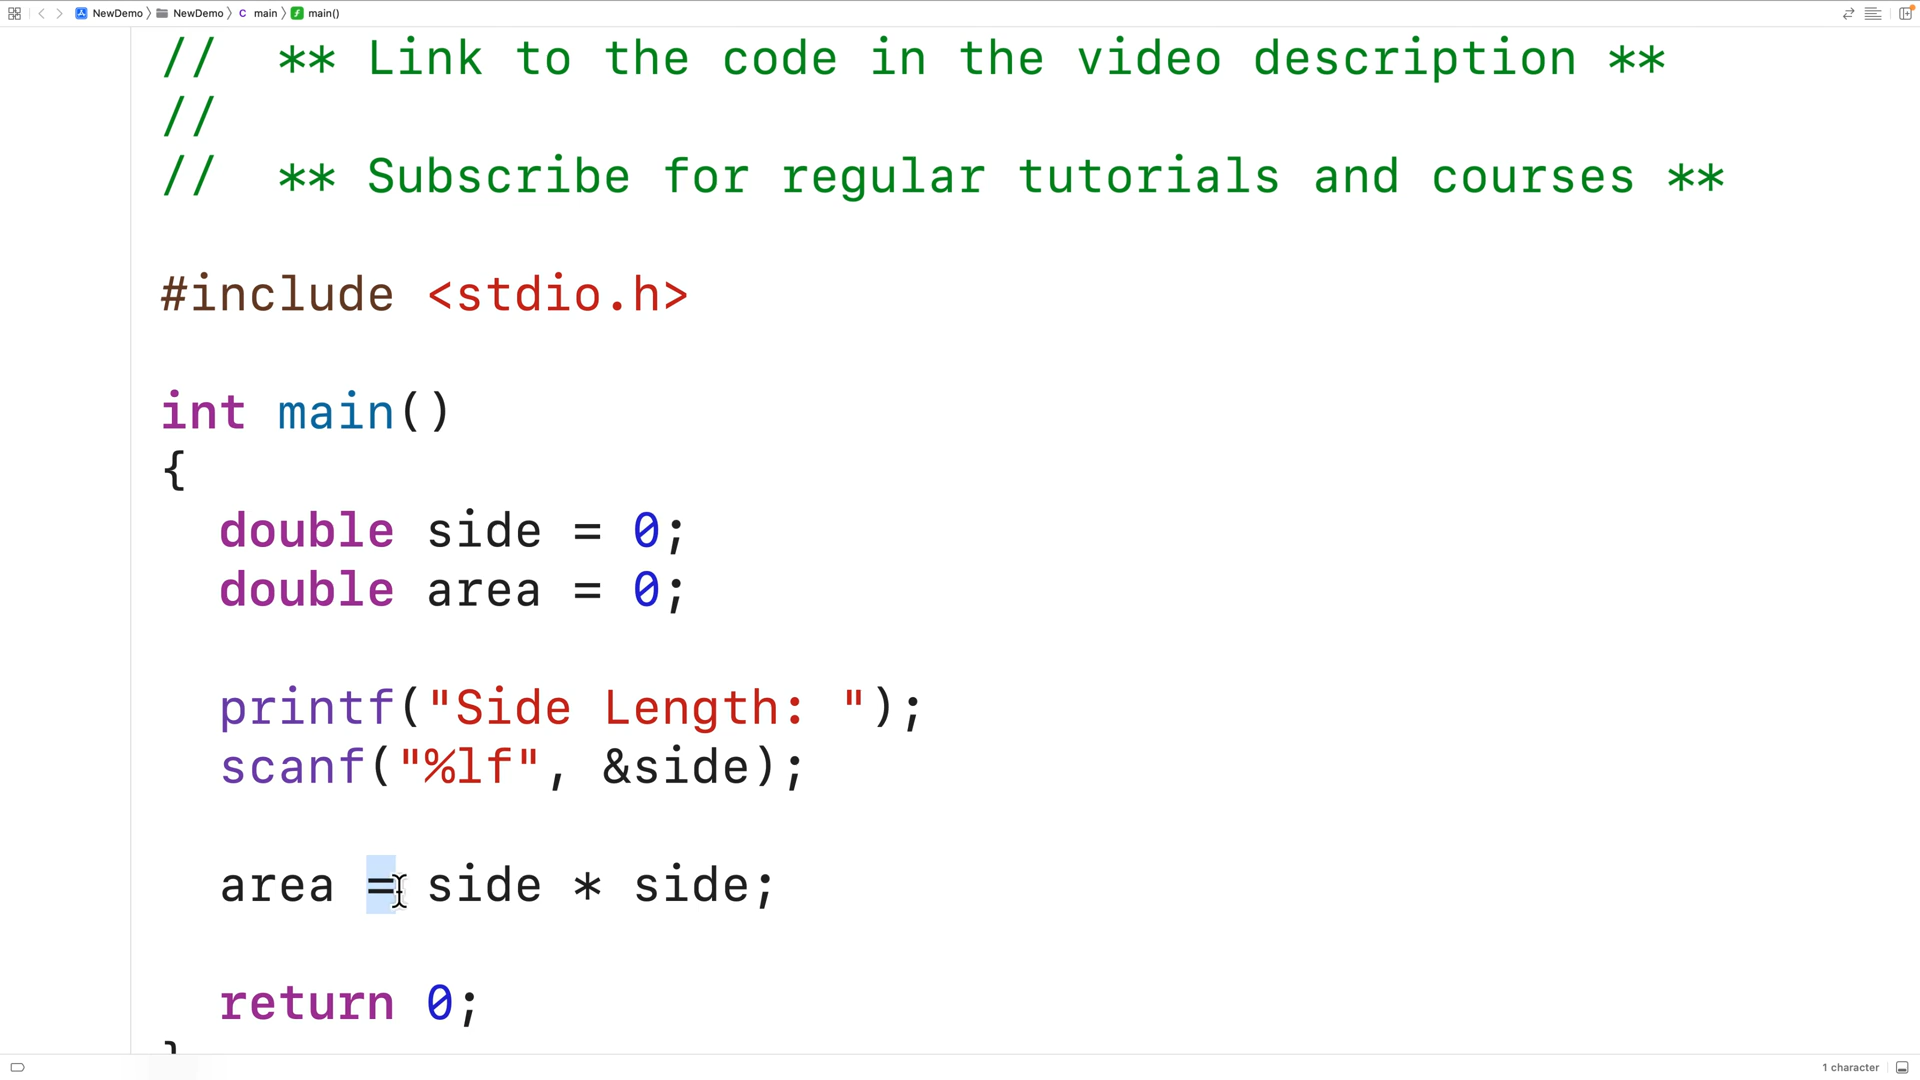 NewDemo NewDemo C main f main()
// ** Link to the code in the video description **
//
// ** Subscribe for regular tutorials and courses **
#include <stdio.h>
int main()
{
double side = 0;
double area = 0;
printf("Side Length: ");
scanf("%lf", &side);
area = side * side;
return 0;
}
1 character